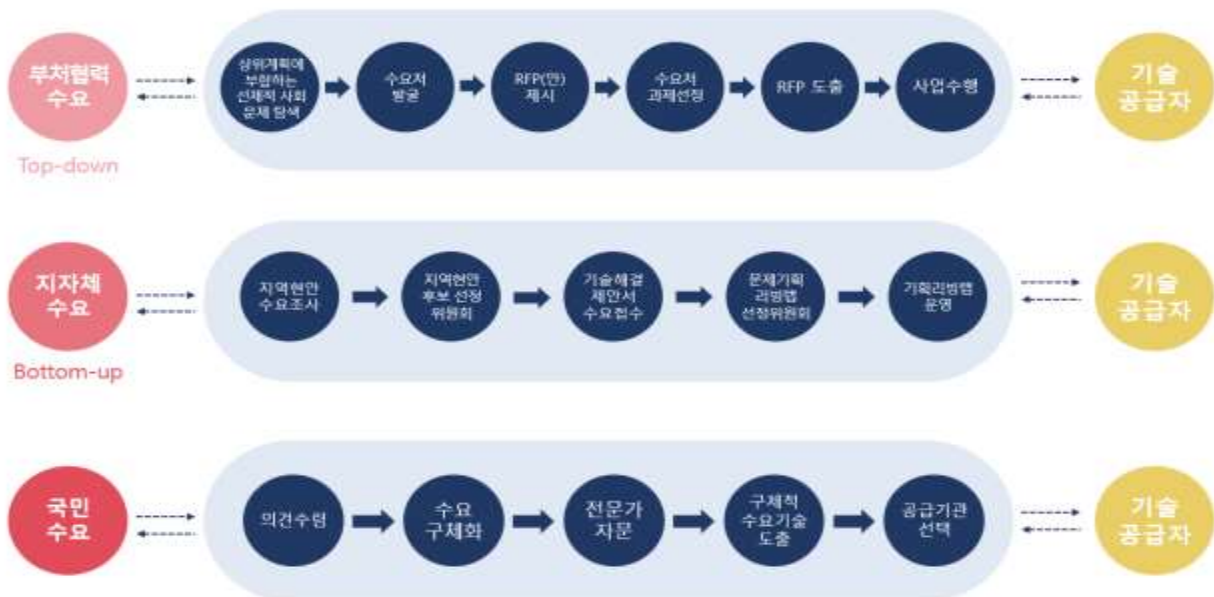 부처협력
수요
Top-down
상위계획에
부합하는
선제적 사회
문제 탐색
수요처
발굴
RFP(안)
제시
수요처
과제선정
RFP 도출
사업수행
기술
공급자
지자체
수요
Bottom-up
지역현안
수요조사
지역현안
후보 선정
위원회
기술해결
제안서
수요접수
문제기획
리빙랩
선정위원회
기획리빙랩
운영
기술
공급자
국민
수요
의견수렴
수요
구체화
전문가
자문
구체적
수요기술
도출
공급기관
선택
기술
공급자